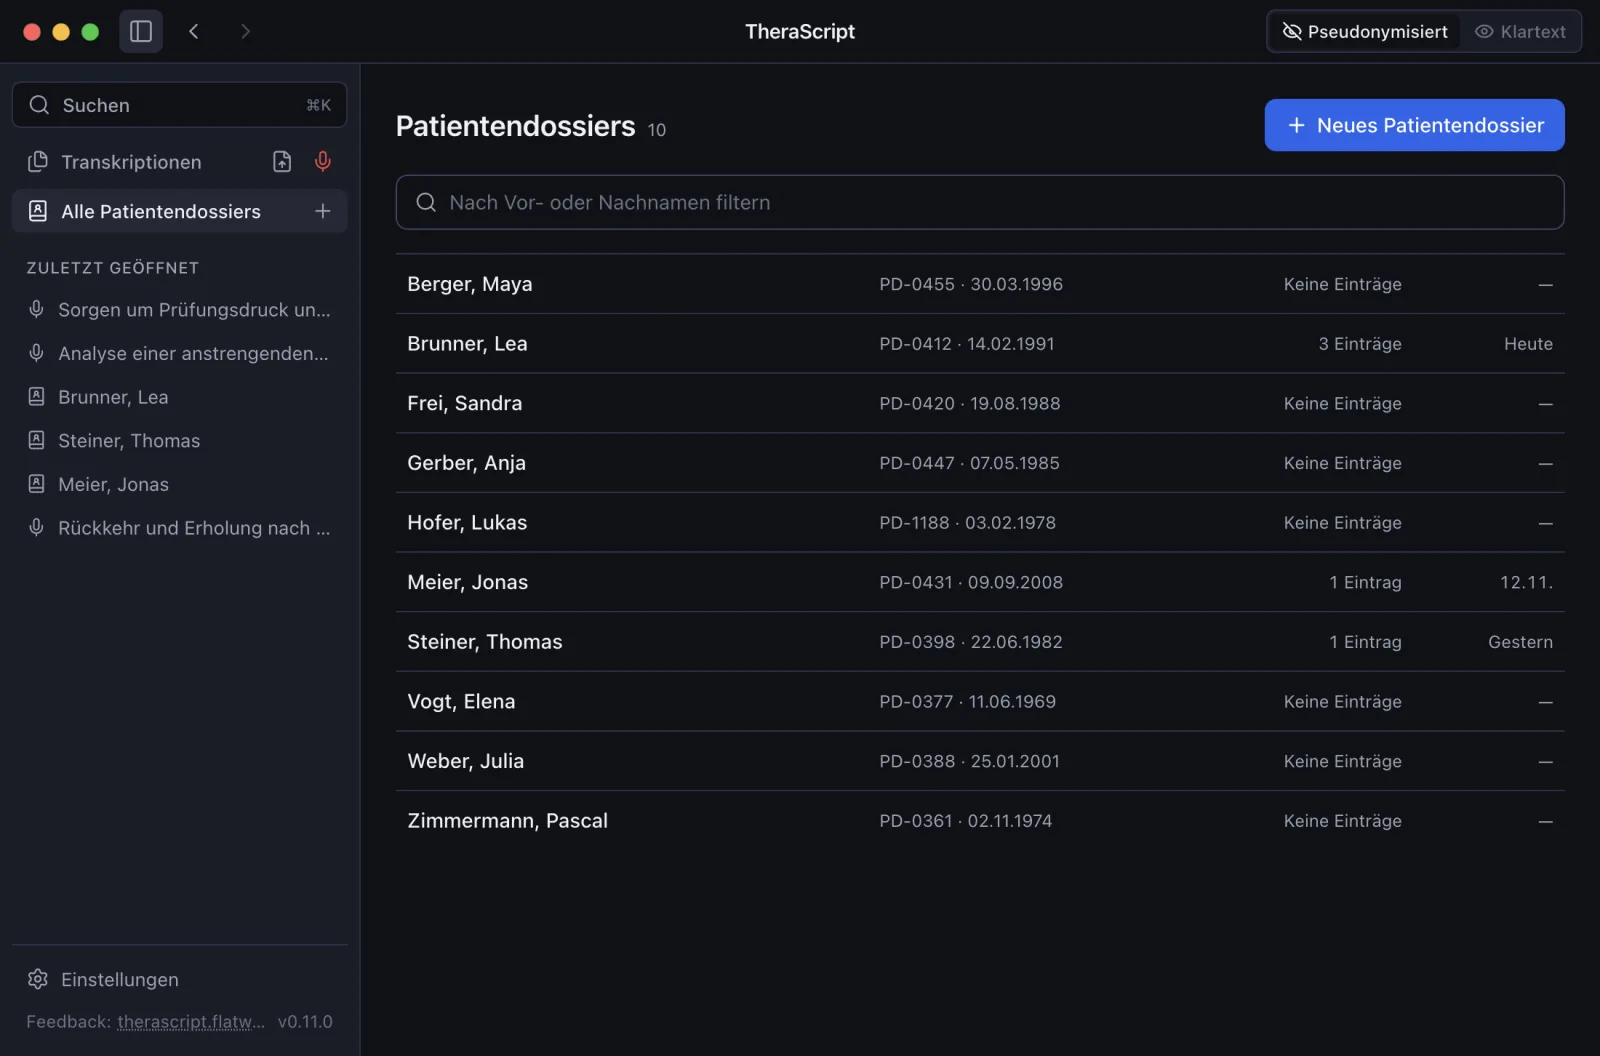 TheraScript
Pseudonymisiert
Klartext
Suchen ⌘K
Transkriptionen
Alle Patientendossiers
ZULETZT GEÖFFNET
Sorgen um Prüfungsdruck un...
Analyse einer anstrengenden...
Brunner, Lea
Steiner, Thomas
Meier, Jonas
Rückkehr und Erholung nach ...
Einstellungen
Feedback: therascript.flatw... v0.11.0
Patientendossiers 10
+ Neues Patientendossier
Nach Vor- oder Nachnamen filtern
Berger, Maya PD-0455 · 30.03.1996 Keine Einträge —
Brunner, Lea PD-0412 · 14.02.1991 3 Einträge Heute
Frei, Sandra PD-0420 · 19.08.1988 Keine Einträge —
Gerber, Anja PD-0447 · 07.05.1985 Keine Einträge —
Hofer, Lukas PD-1188 · 03.02.1978 Keine Einträge —
Meier, Jonas PD-0431 · 09.09.2008 1 Eintrag 12.11.
Steiner, Thomas PD-0398 · 22.06.1982 1 Eintrag Gestern
Vogt, Elena PD-0377 · 11.06.1969 Keine Einträge —
Weber, Julia PD-0388 · 25.01.2001 Keine Einträge —
Zimmermann, Pascal PD-0361 · 02.11.1974 Keine Einträge —